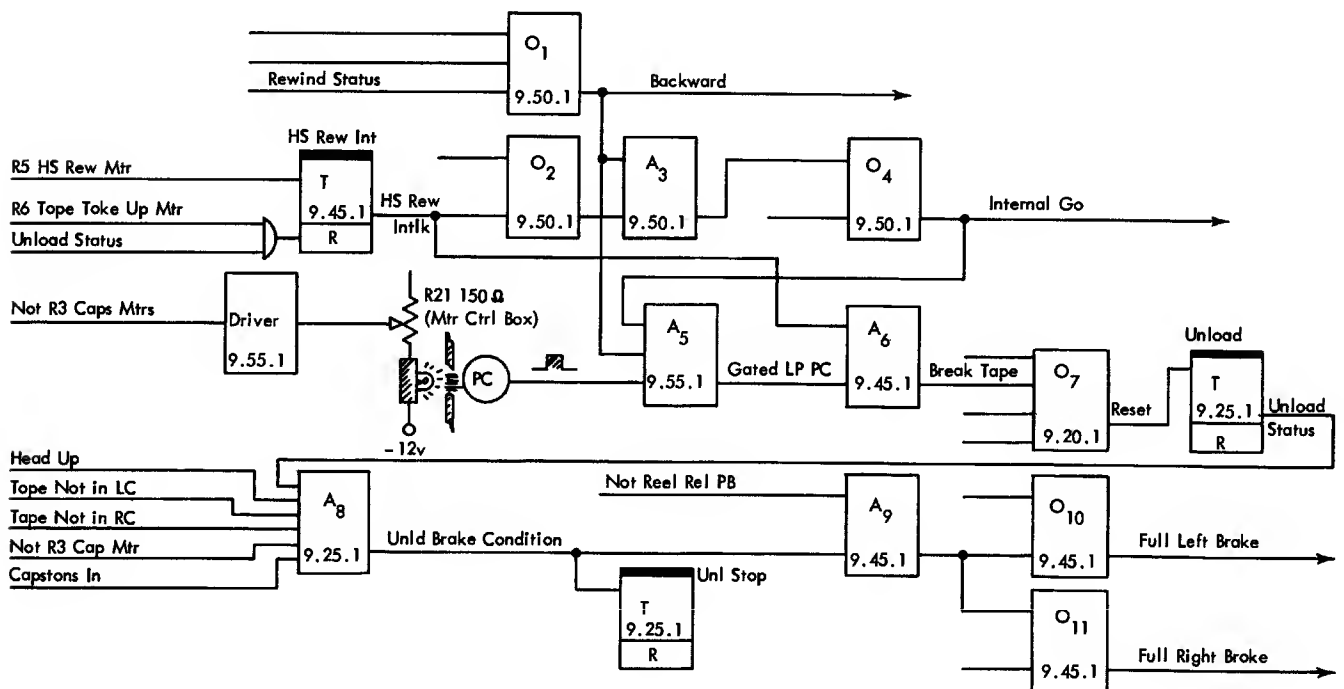 O1
9.50.1
Rewind Status
Backward
HS Rew Int
R5 HS Rew Mtr
T
9.45.1
R
R6 Tope Toke Up Mtr
Unload Status
HS Rew
Intlk
O2
9.50.1
A3
9.50.1
O4
9.50.1
Internal Go
Not R3 Caps Mtrs
Driver
9.55.1
R21 150 Ω
(Mtr Ctrl Box)
PC
-12v
A5
9.55.1
Gated LP PC
A6
9.45.1
Break Tape
O7
9.20.1
Reset
Unload
T
9.25.1
R
Unload
Status
Head Up
Tope Not in LC
Tape Not in RC
Not R3 Cap Mtr
Capstons In
A8
9.25.1
Unld Brake Condition
Unl Stop
T
9.25.1
R
Not Reel Rel PB
A9
9.45.1
O10
9.45.1
Full Left Brake
O11
9.45.1
Full Right Broke